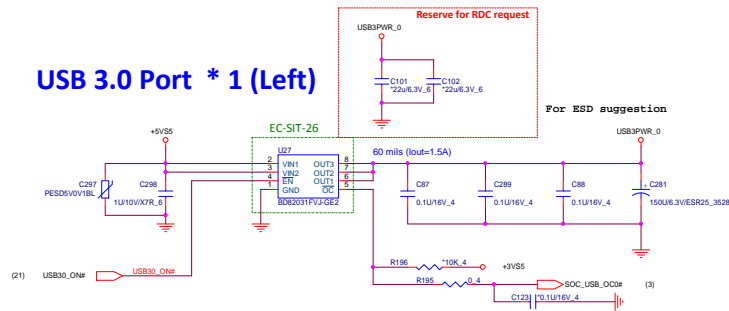 Reserve for RDC request
USB3PWR_0
C101
*22u/6.3V_6
C102
*22u/6.3V_6
USB 3.0 Port * 1 (Left)
For ESD suggestion
EC-SIT-26
+5VS5
USB3PWR_0
U27
60 mils (Iout=1.5A)
2 VIN1 OUT3 8
3 VIN2 OUT2 7
4 EN OUT1 6
1 GND OC 5
BD82031FVJ-GE2
C297
PESD5V0V1BL
C298
1U/10V/X7R_6
C87
0.1U/16V_4
C289
0.1U/16V_4
C88
0.1U/16V_4
+
C281
150U/6.3V/ESR25_3528
R196
*10K_4
+3VS5
(21)
USB30_ON#
USB30_ON#
R195
0_4
SOC_USB_OC0#
(3)
C123
*0.1U/16V_4